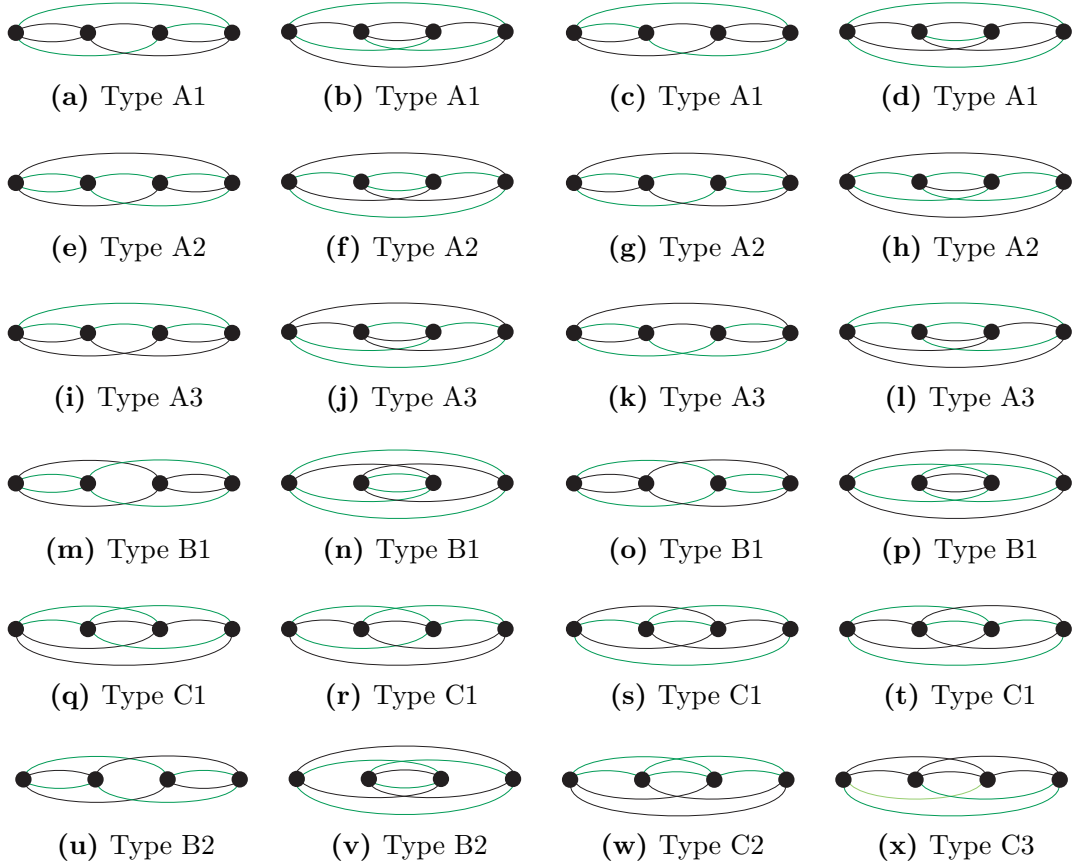 (a) Type A1 (b) Type A1 (c) Type A1 (d) Type A1
(e) Type A2 (f) Type A2 (g) Type A2 (h) Type A2
(i) Type A3 (j) Type A3 (k) Type A3 (l) Type A3
(m) Type B1 (n) Type B1 (o) Type B1 (p) Type B1
(q) Type C1 (r) Type C1 (s) Type C1 (t) Type C1
(u) Type B2 (v) Type B2 (w) Type C2 (x) Type C3